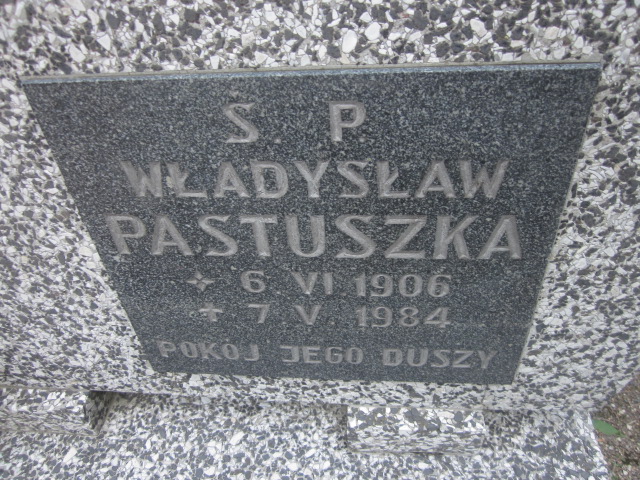 S P
WŁADYSŁAW
PASTUSZKA
6 VI 1906
7 V 1984
POKÓJ JEGO DUSZY